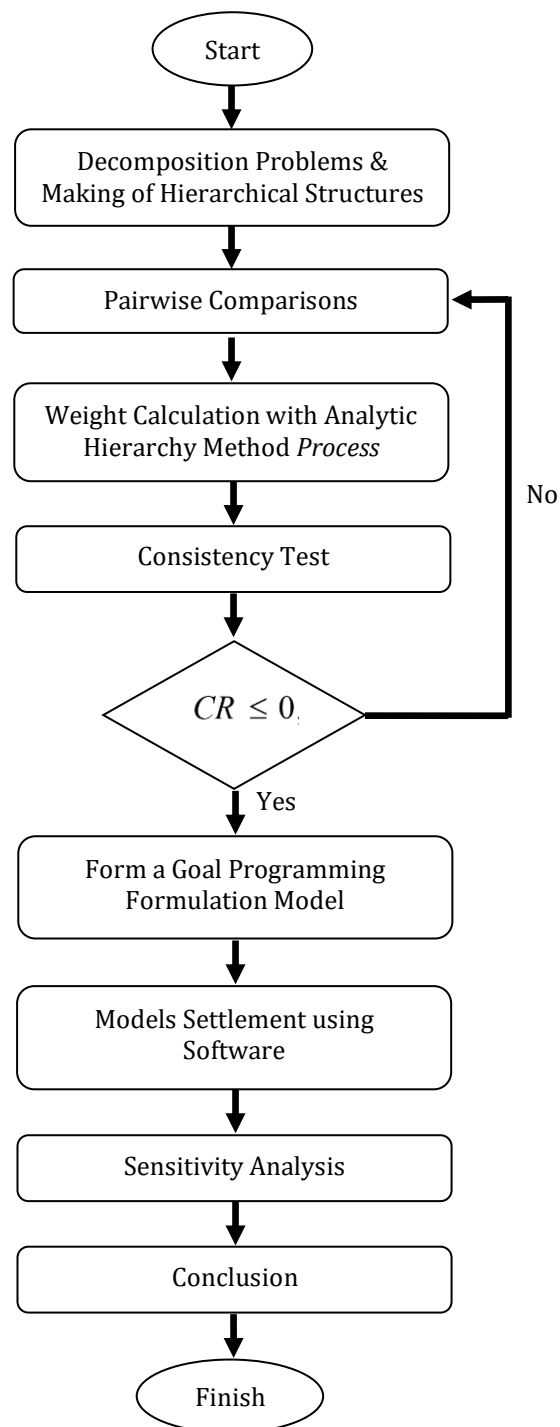 Start
Decomposition Problems &
Making of Hierarchical Structures
Pairwise Comparisons
Weight Calculation with Analytic
Hierarchy Method Process
No
Consistency Test
CR ≤ 0
Yes
Form a Goal Programming
Formulation Model
Models Settlement using
Software
Sensitivity Analysis
Conclusion
Finish